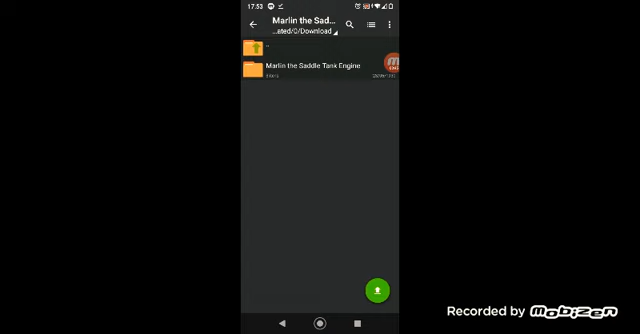 17:53
Marlin the Sadd...
...ated/0/Download
..
Marlin the Saddle Tank Engine
Recorded by mobizen